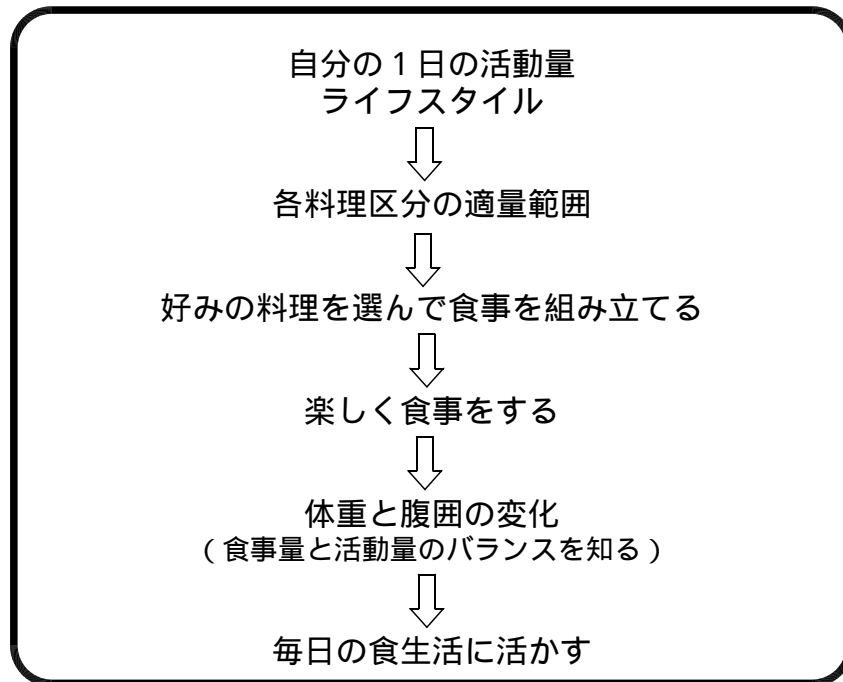 自分の１日の活動量
ライフスタイル
各料理区分の適量範囲
好みの料理を選んで食事を組み立てる
楽しく食事をする
体重と腹囲の変化
（食事量と活動量のバランスを知る）
毎日の食生活に活かす